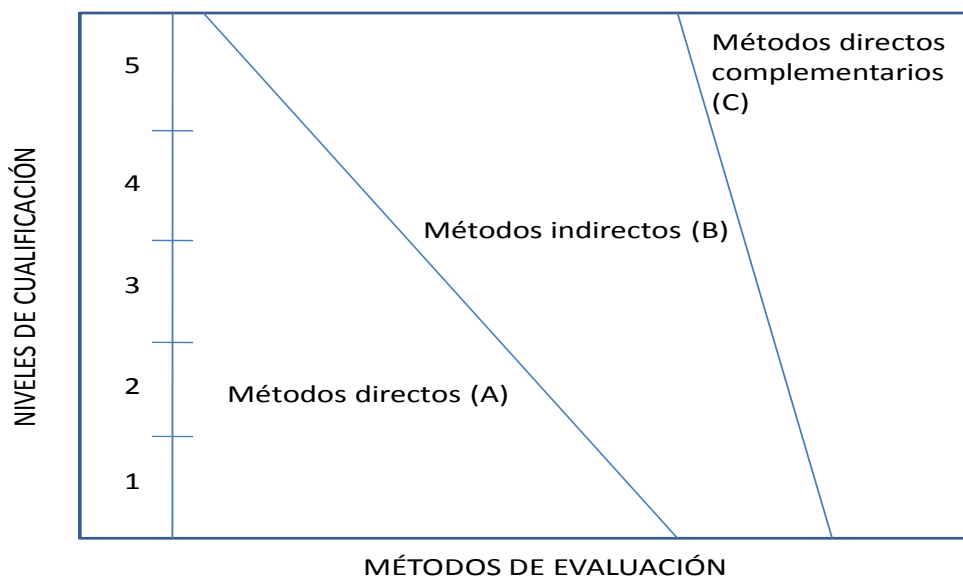 NIVELES DE CUALIFICACIÓN
5
4
3
2
1
Métodos directos
complementarios
(C)
Métodos indirectos (B)
Métodos directos (A)
MÉTODOS DE EVALUACIÓN